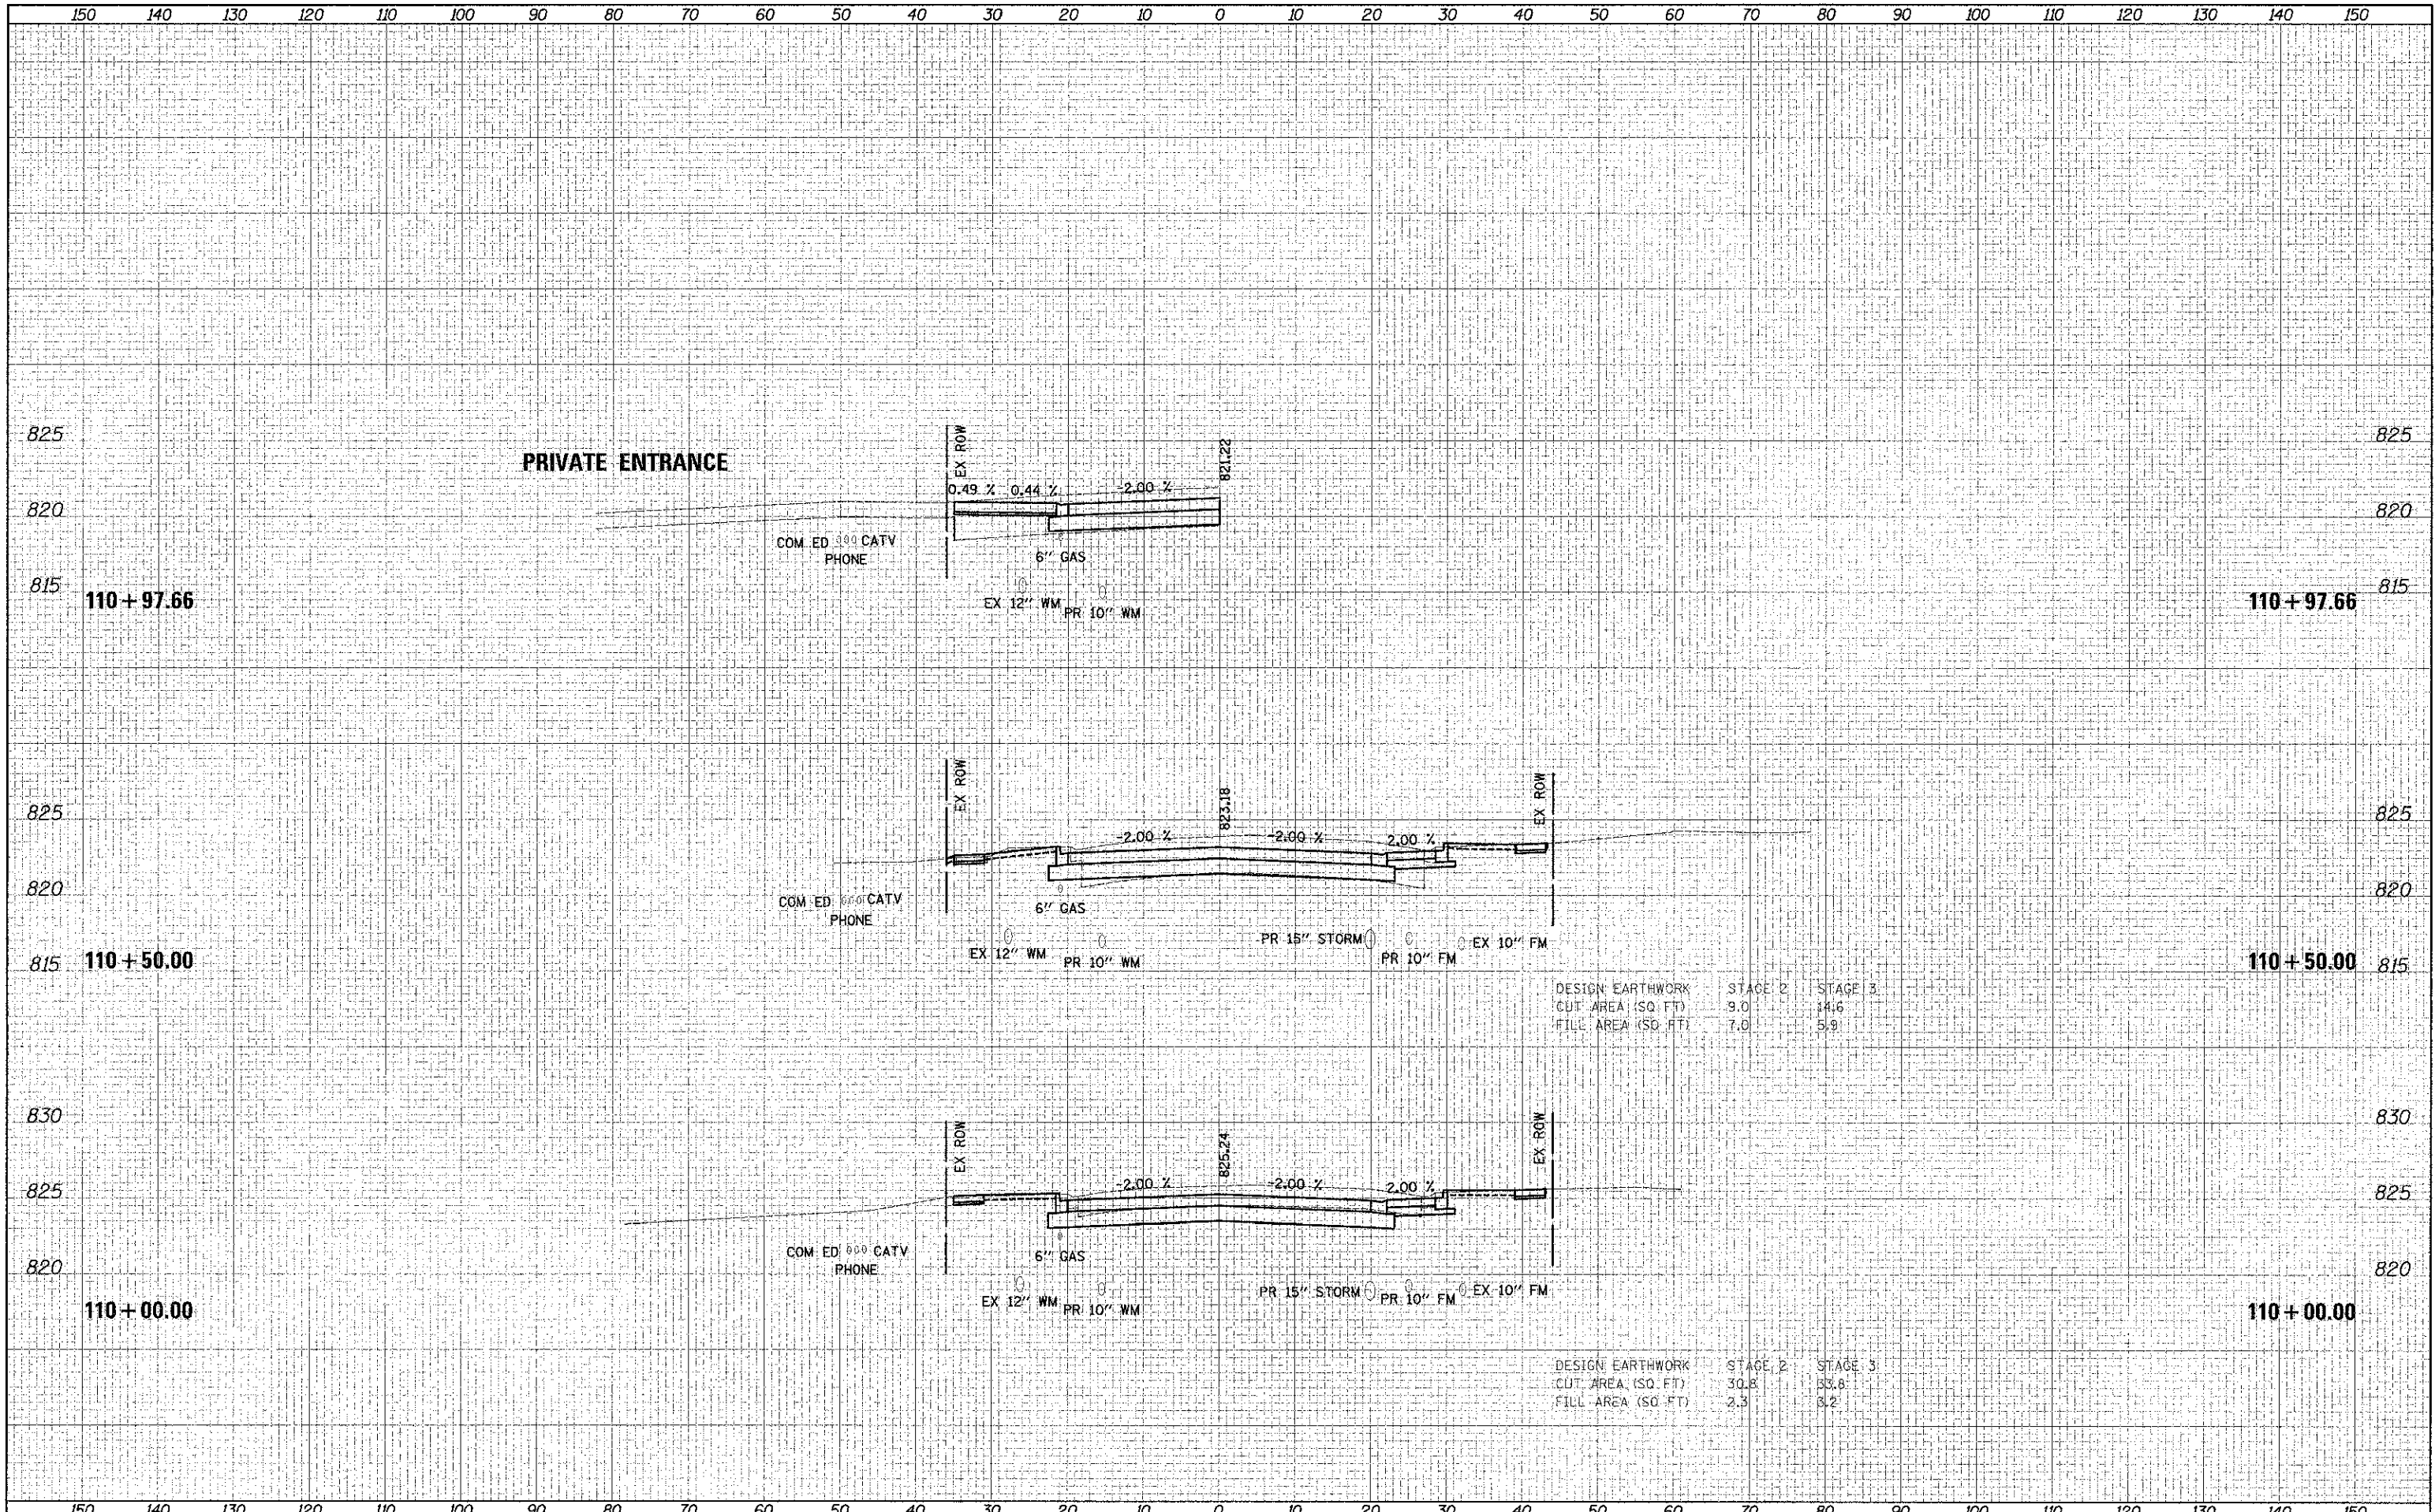 150 140 130 120 110 100 90 80 70 60 50 40 30 20 10 0 10 20 30 40 50 60 70 80 90 100 110 120 130 140 150
825 EX ROW 821.22 825
PRIVATE ENTRANCE
0.49 % 0.44 % -2.00 %
820 820
COM ED CATV
PHONE 6" GAS
815 815
110+97.66 EX 12" WM PR 10" WM 110+97.66
EX ROW 823.18 EX ROW
825 825
-2.00 % -2.00 % 2.00 %
820 820
COM ED CATV 6" GAS
PHONE
PR 15" STORM EX 10" FM
EX 12" WM PR 10" WM PR 10" FM
815 110+50.00 110+50.00 815
DESIGN EARTHWORK STAGE 2 STAGE 3
CUT AREA (SQ FT) 9.0 14.6
FILL AREA (SQ FT) 7.0 5.9
830 830
EX ROW 825.24 EX ROW
825 -2.00 % -2.00 % 2.00 % 825
COM ED CATV 6" GAS
PHONE
820 820
EX 12" WM PR 10" WM PR 15" STORM PR 10" FM EX 10" FM
110+00.00 110+00.00
DESIGN EARTHWORK STAGE 2 STAGE 3
CUT AREA (SQ FT) 30.8 33.8
FILL AREA (SQ FT) 2.3 3.2
150 140 130 120 110 100 90 80 70 60 50 40 30 20 10 0 10 20 30 40 50 60 70 80 90 100 110 120 130 140 150